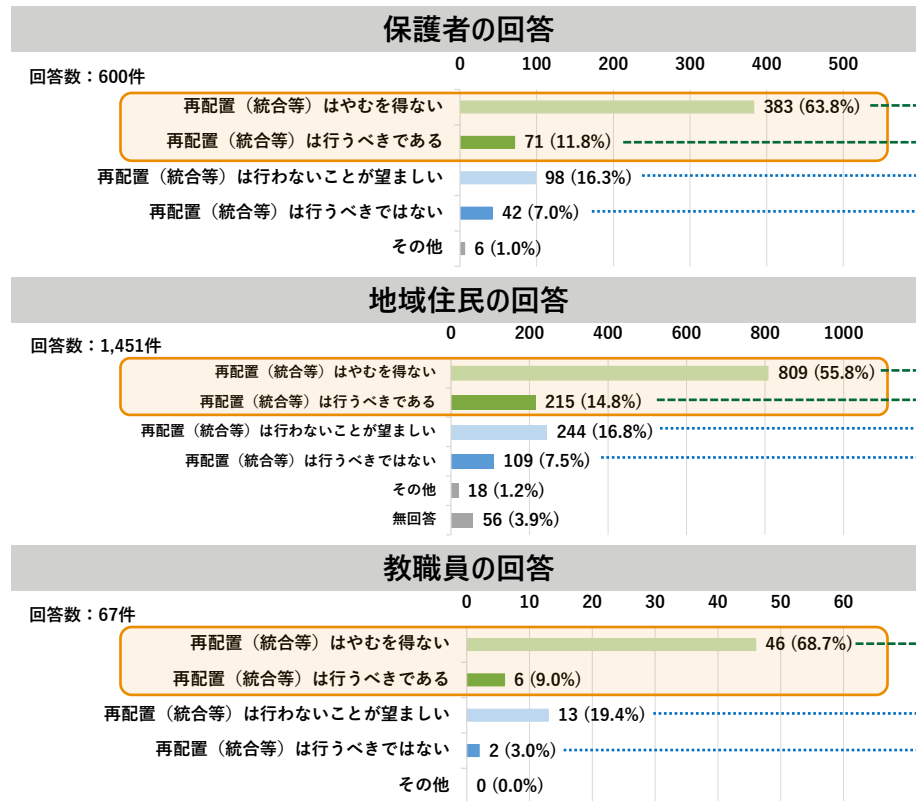 保護者の回答
回答数：600件
0 100 200 300 400 500
再配置（統合等）はやむを得ない 383 (63.8%)
再配置（統合等）は行うべきである 71 (11.8%)
再配置（統合等）は行わないことが望ましい 98 (16.3%)
再配置（統合等）は行うべきではない 42 (7.0%)
その他 6 (1.0%)
地域住民の回答
回答数：1,451件
0 200 400 600 800 1000
再配置（統合等）はやむを得ない 809 (55.8%)
再配置（統合等）は行うべきである 215 (14.8%)
再配置（統合等）は行わないことが望ましい 244 (16.8%)
再配置（統合等）は行うべきではない 109 (7.5%)
その他 18 (1.2%)
無回答 56 (3.9%)
教職員の回答
回答数：67件
0 10 20 30 40 50 60
再配置（統合等）はやむを得ない 46 (68.7%)
再配置（統合等）は行うべきである 6 (9.0%)
再配置（統合等）は行わないことが望ましい 13 (19.4%)
再配置（統合等）は行うべきではない 2 (3.0%)
その他 0 (0.0%)